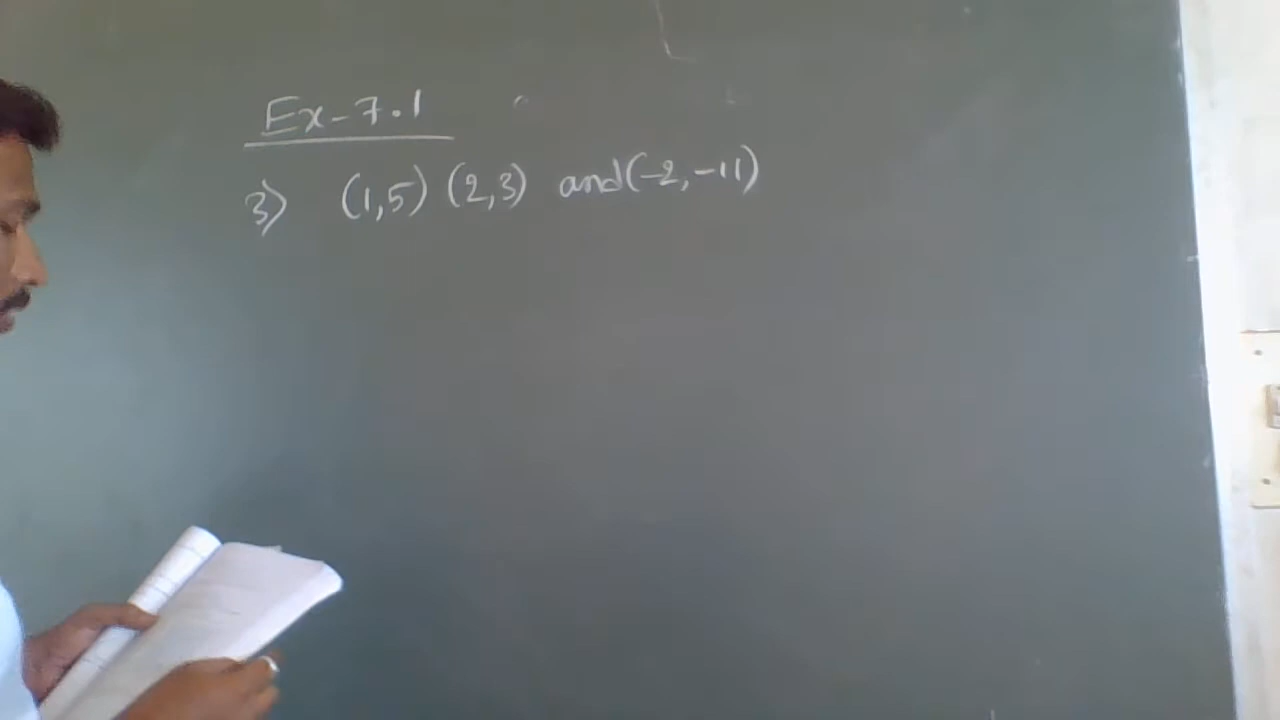 Ex-7.1
3) (1,5) (2,3) and (-2,-11)